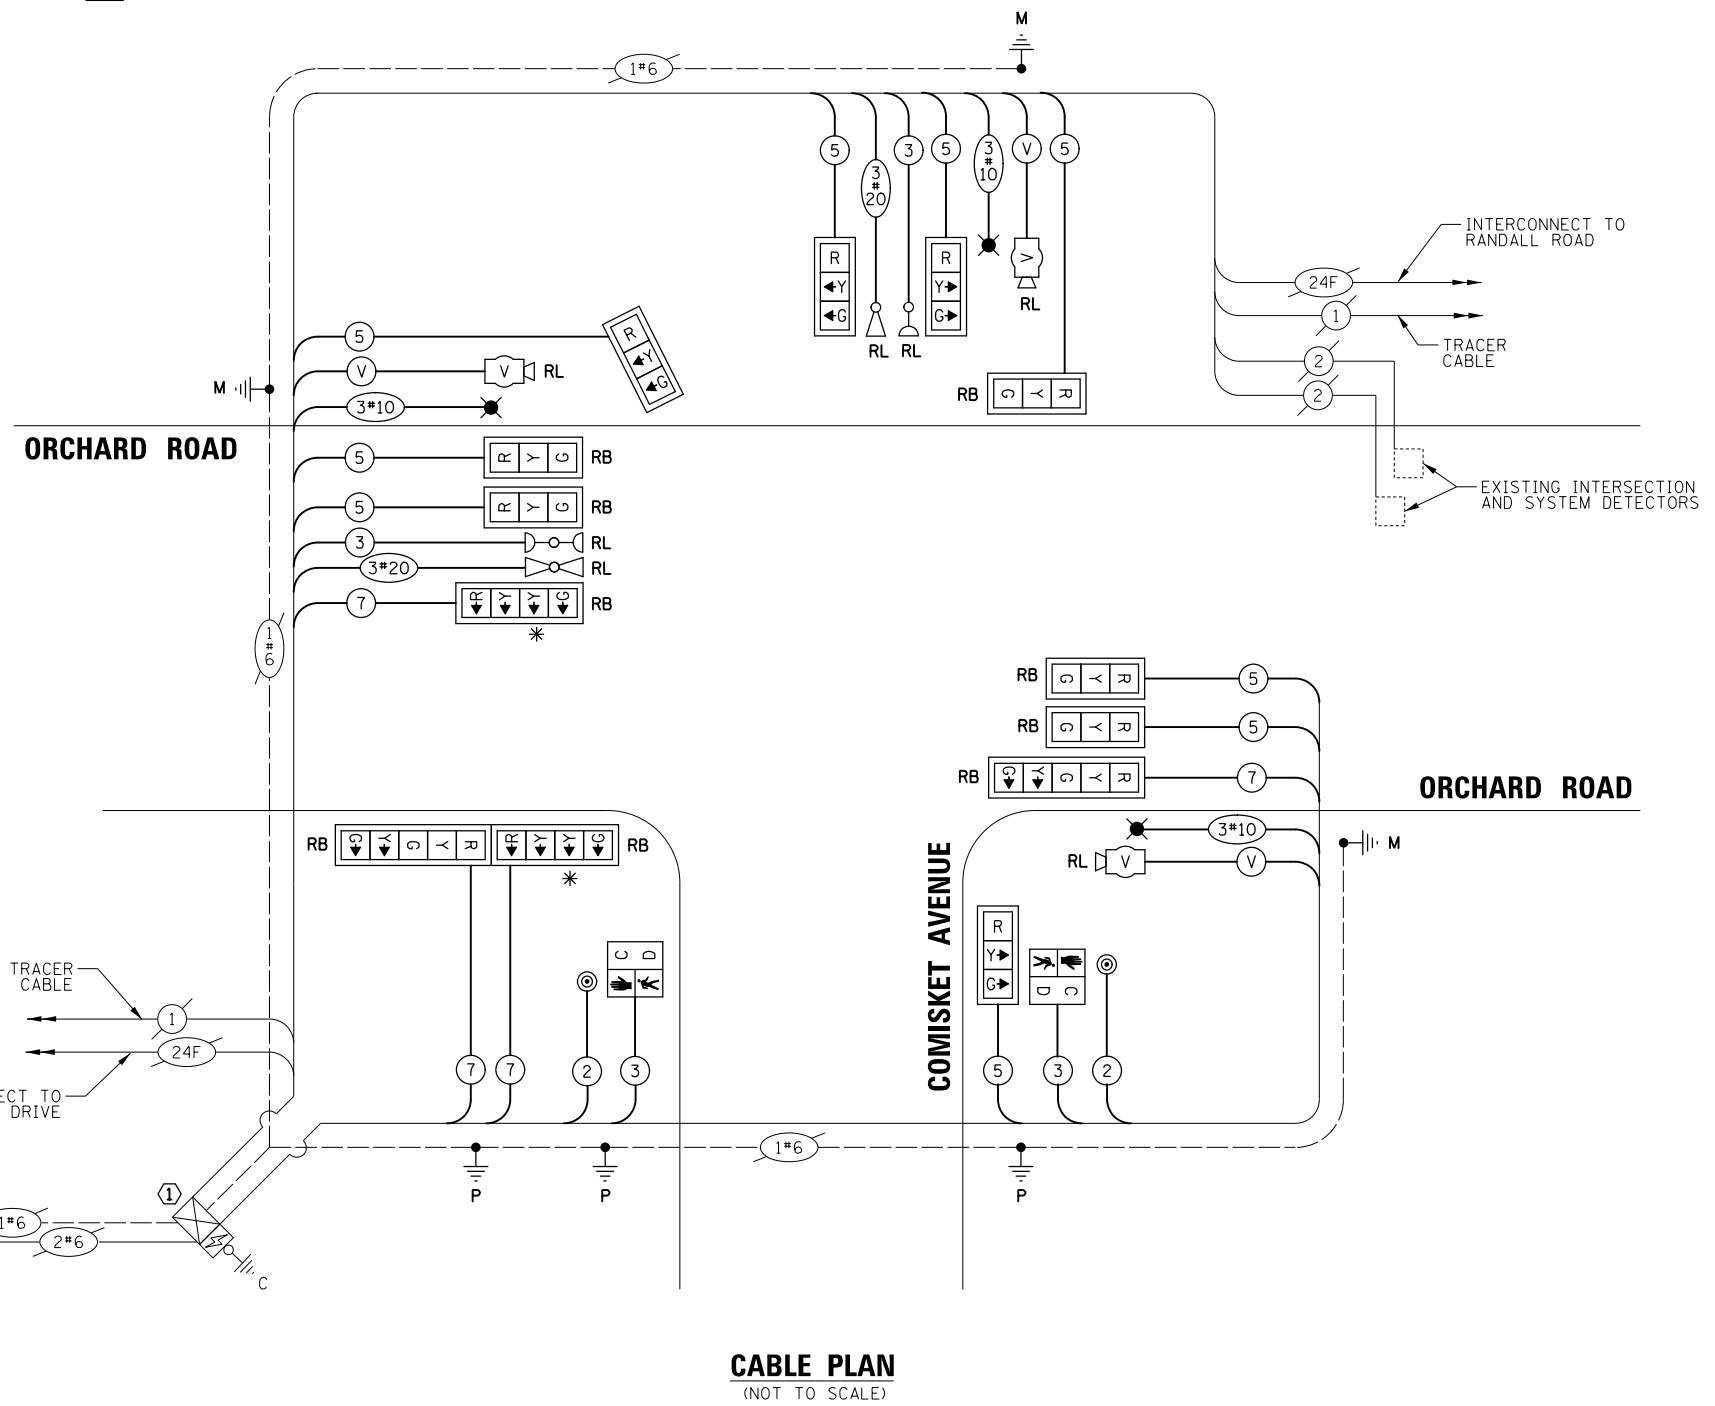 M
1#6
5
3
#
20
3
5
3
#
10
V
5
R
←Y
←G
R
Y→
G→
V
RL
RL
RL
RB
G Y R
INTERCONNECT TO
RANDALL ROAD
24F
1
TRACER
CABLE
2
2
EXISTING INTERSECTION
AND SYSTEM DETECTORS
5
R
←Y
←G
V
V
RL
M
3#10
ORCHARD ROAD
5
R Y G
RB
5
R Y G
RB
3
RL
3#20
RL
7
←R ←Y ←Y ←G
RB
*
1
#
6
RB
G Y R
5
RB
G Y R
5
RB
G→ Y→ G Y R
7
ORCHARD ROAD
3#10
M
RL
V
V
RB
G→ Y→ G Y R
←R ←Y ←Y ←G
RB
*
COMISKET AVENUE
R
Y→
G→
C D
C D
TRACER
CABLE
1
24F
ECT TO
DRIVE
7
7
2
3
5
3
2
1#6
P
P
P
1
1#6
2#6
C
CABLE PLAN
(NOT TO SCALE)